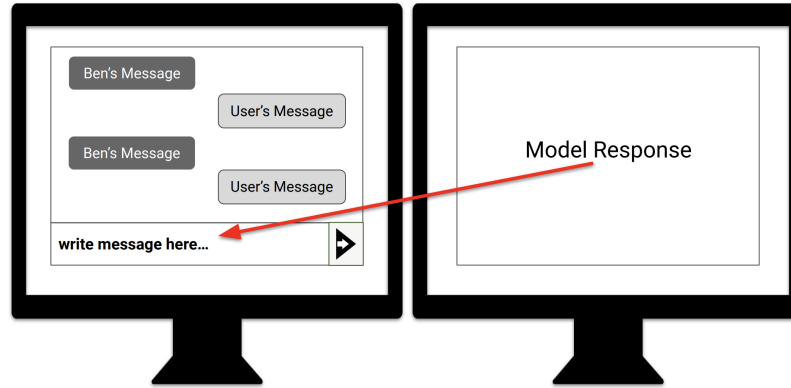 Ben's Message
User's Message
Ben's Message
User's Message
write message here...
Model Response